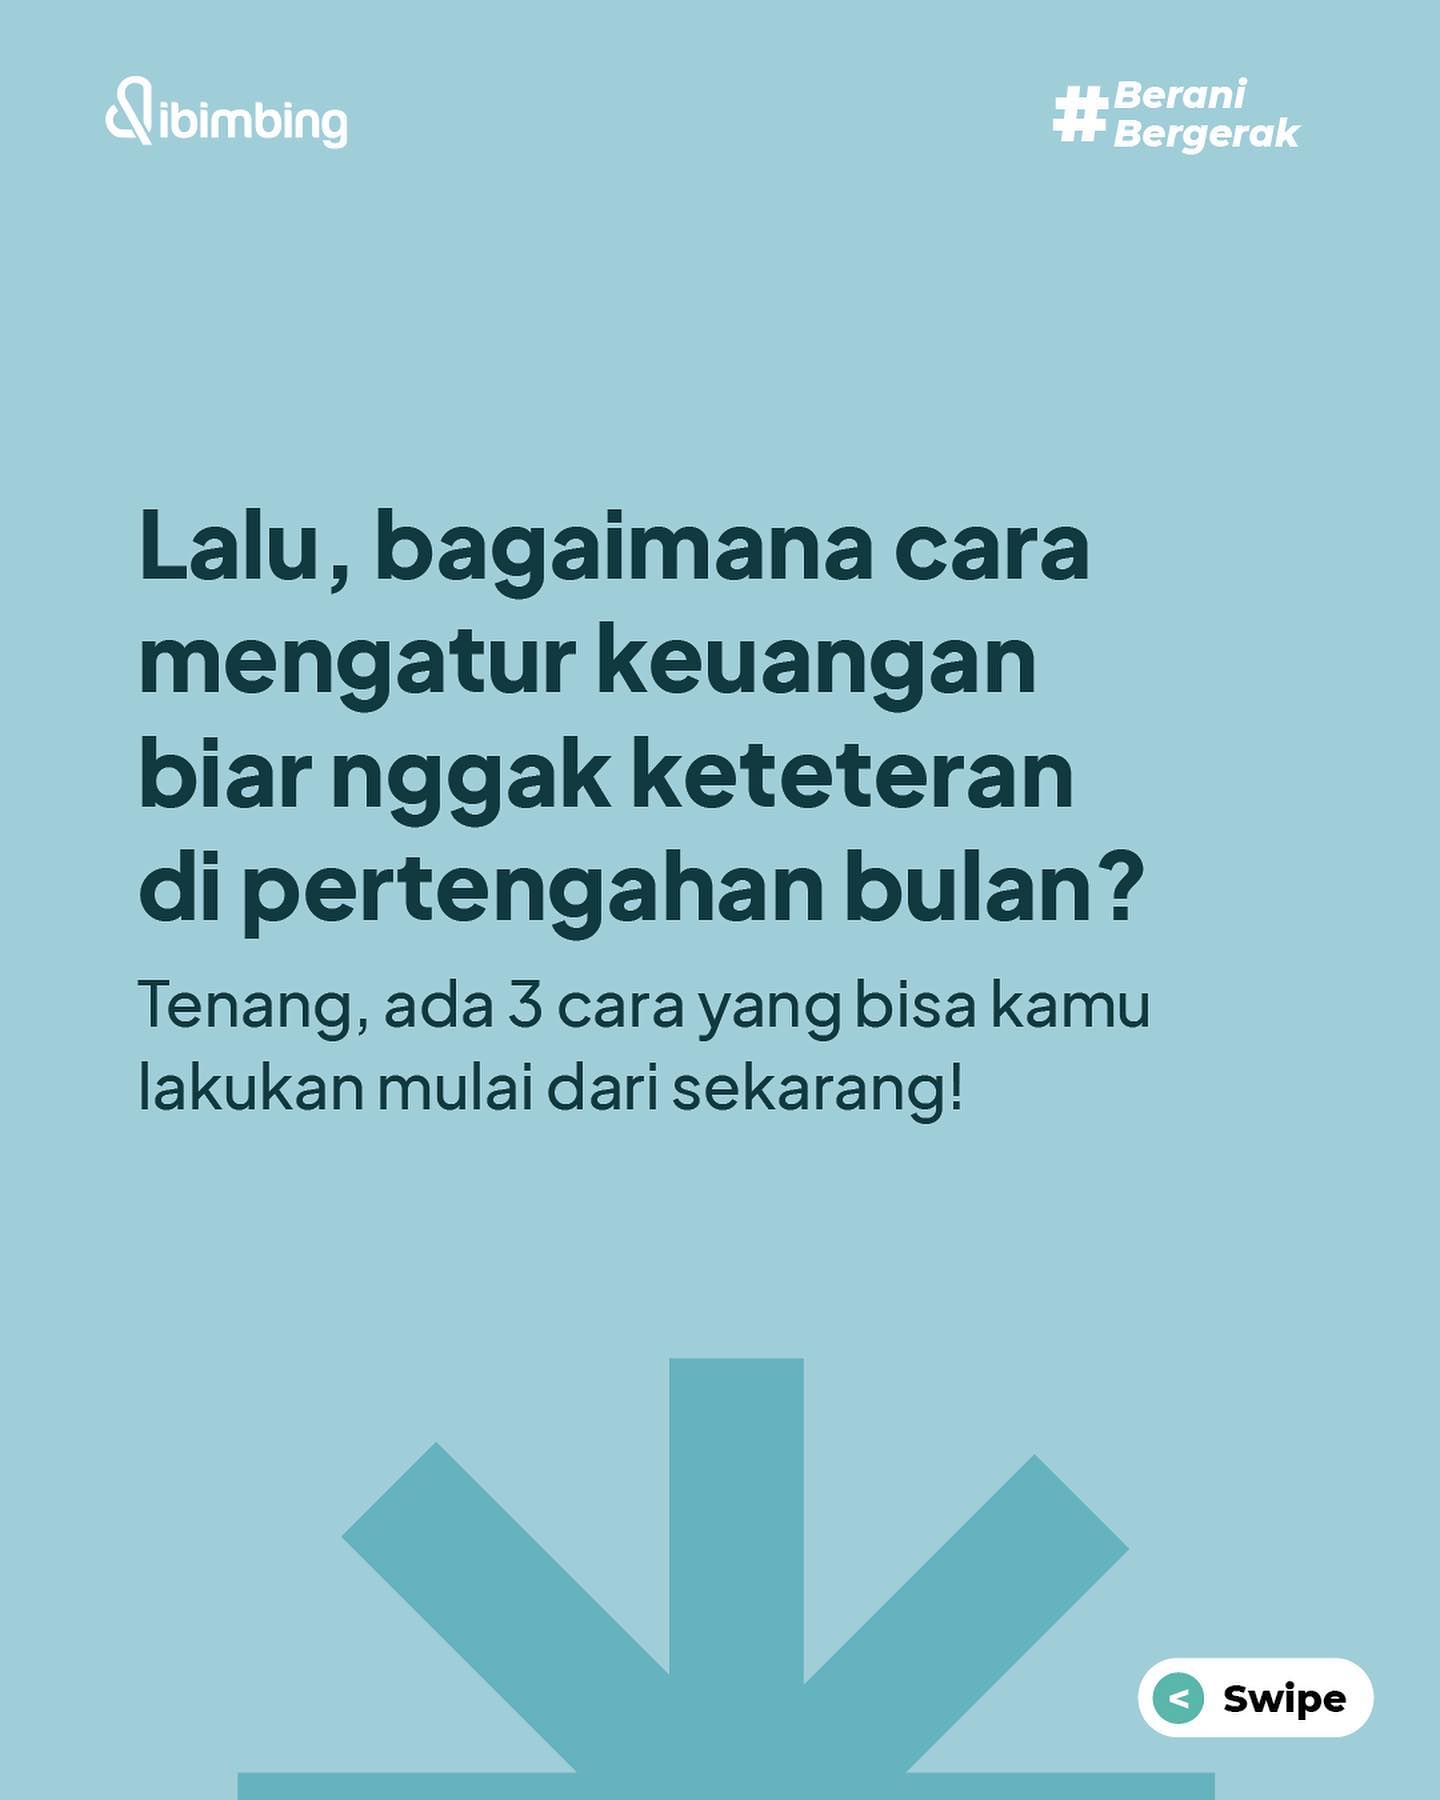 dibimbing
#Berani
Bergerak
Lalu, bagaimana cara
mengatur keuangan
biar nggak keteteran
di pertengahan bulan?
Tenang, ada 3 cara yang bisa kamu
lakukan mulai dari sekarang!
< Swipe